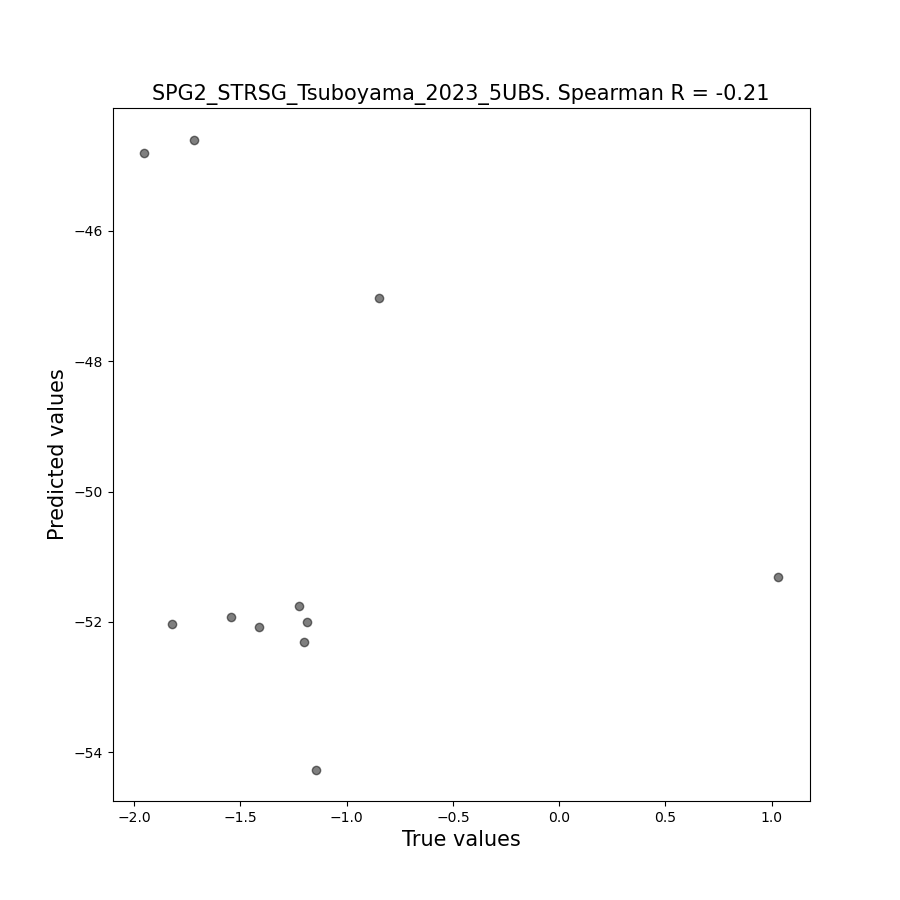 SPG2_STRSG_Tsuboyama_2023_5UBS. Spearman R = -0.21
−46
−48
−50
−52
−54
Predicted values
−2.0 −1.5 −1.0 −0.5 0.0 0.5 1.0
True values